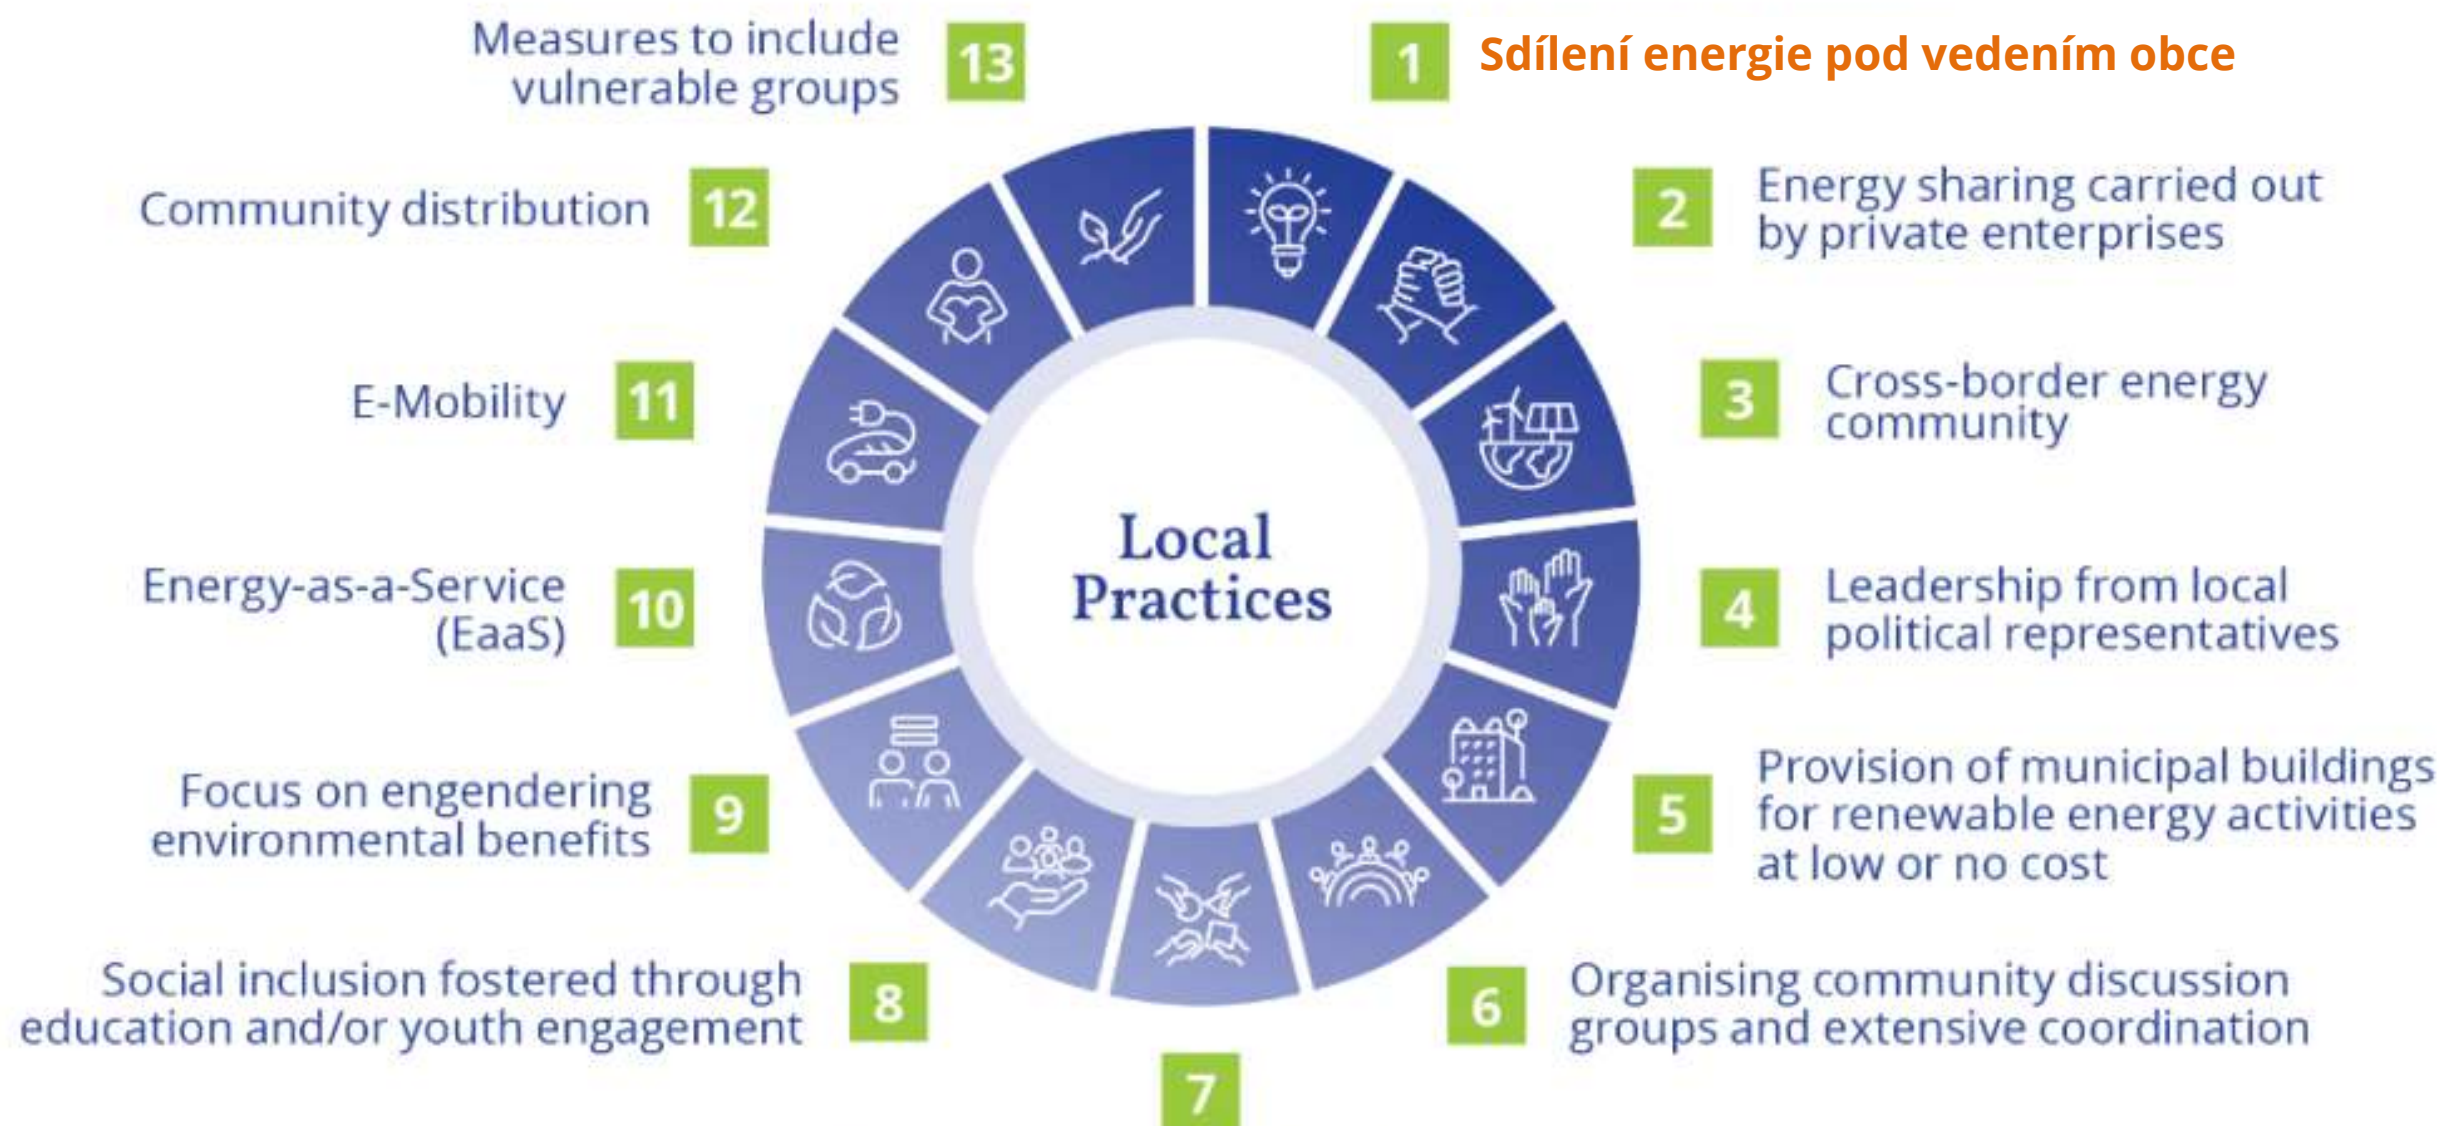 Measures to include
vulnerable groups
13
1
Sdílení energie pod vedením obce
Community distribution
12
2
Energy sharing carried out
by private enterprises
E-Mobility
11
3
Cross-border energy
community
Local
Practices
Energy-as-a-Service
(EaaS)
10
4
Leadership from local
political representatives
Focus on engendering
environmental benefits
9
5
Provision of municipal buildings
for renewable energy activities
at low or no cost
Social inclusion fostered through
education and/or youth engagement
8
6
Organising community discussion
groups and extensive coordination
7